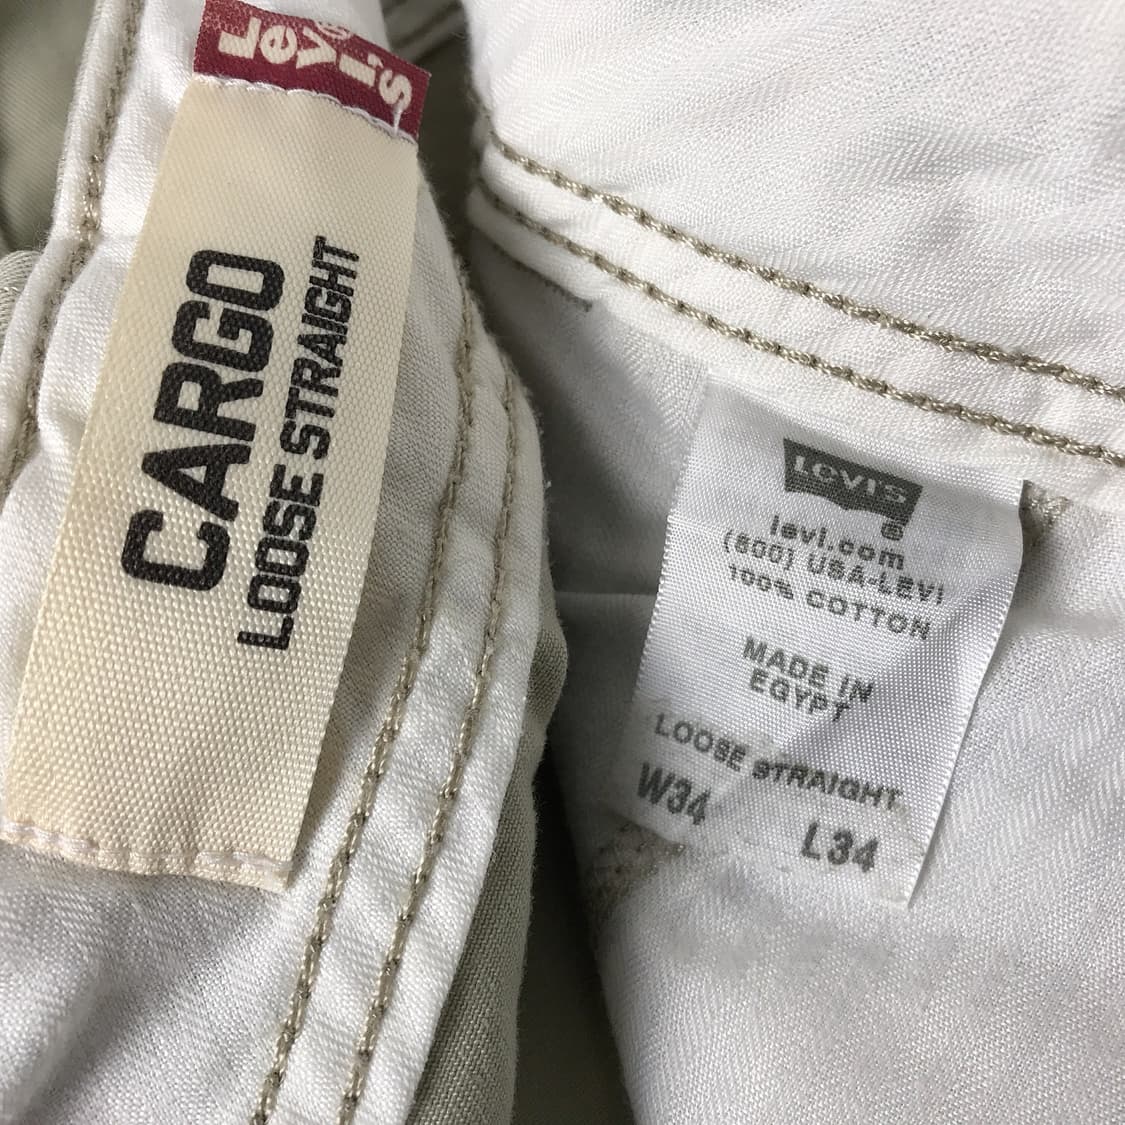 Levi's
CARGO
LOOSE STRAIGHT
LEVI'S
®
levi.com
(800) USA-LEVI
100% COTTON
MADE IN
EGYPT
LOOSE STRAIGHT
W34 L34